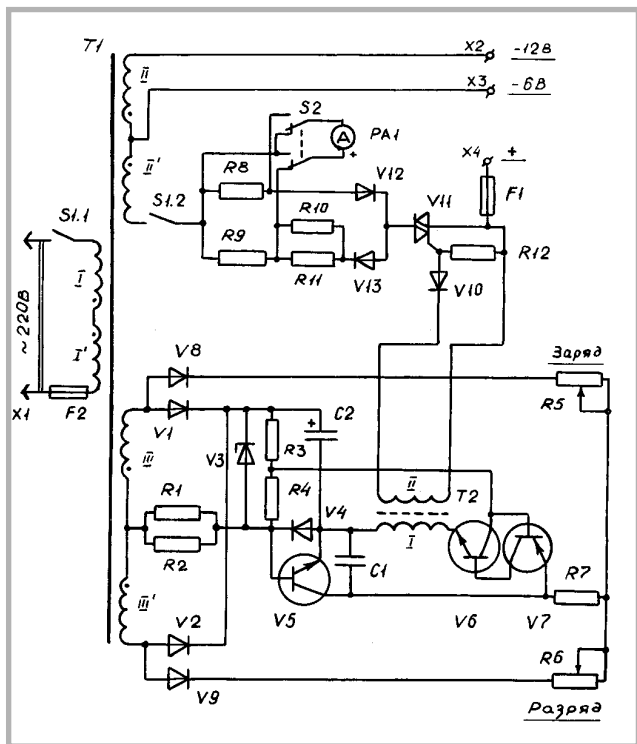 T1
II
X2
-12В
X3
-6В
S2
A
PA1
+
II'
R8
V12
X4
+
S1.2
V11
F1
S1.1
R10
R9
R11
V13
R12
V10
I
~220В
I'
V8
Заряд
X1
F2
V1
R5
+
C2
III
V3
R3
R1
R4
V4
II
T2
R2
I
C1
R7
III'
V2
V5
V6
V7
R6
V9
Разряд